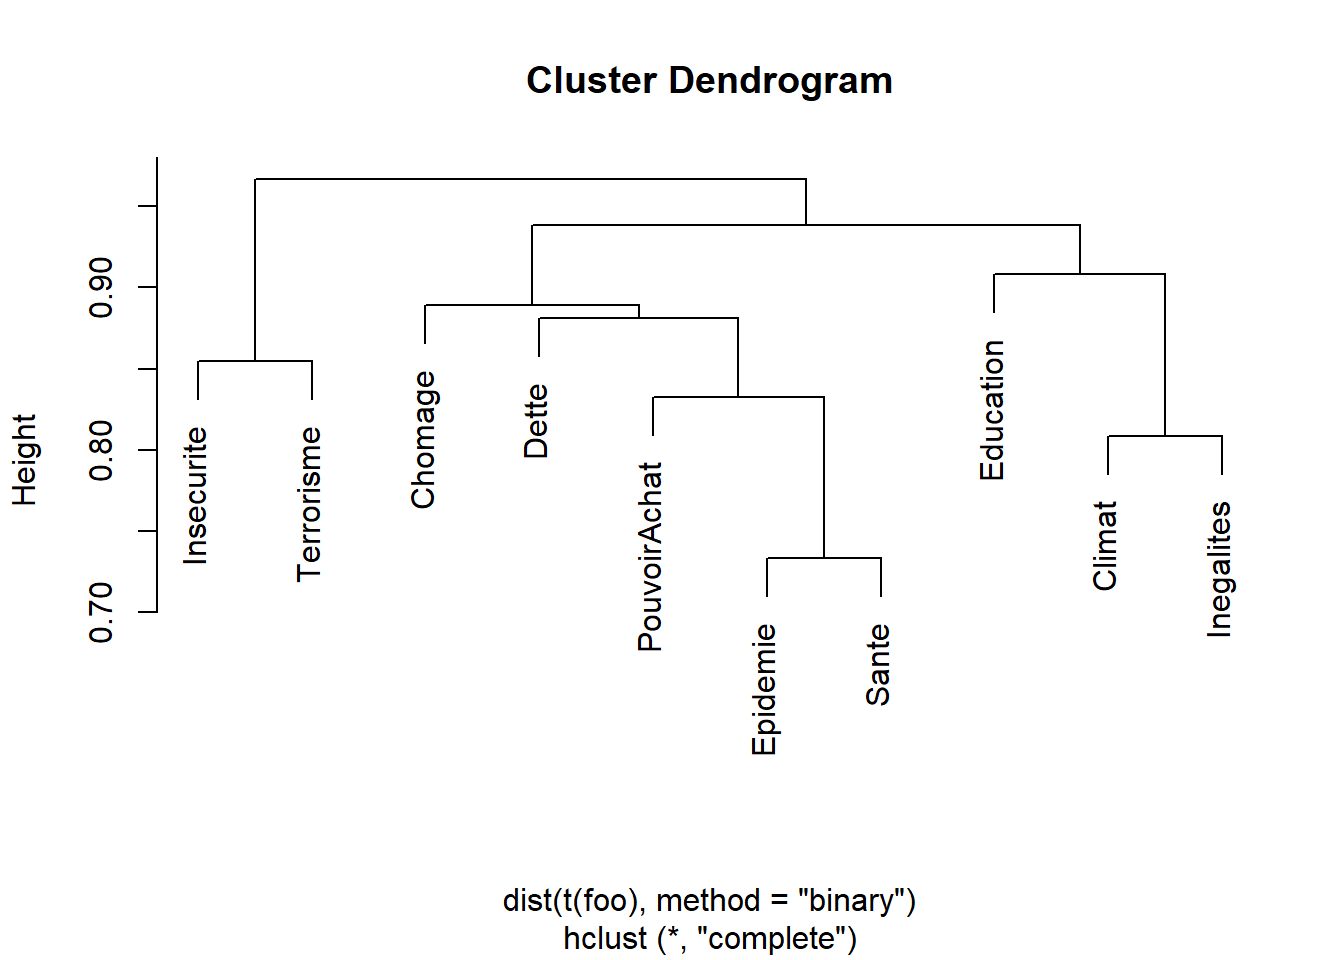 Cluster Dendrogram
Height
0.90
0.80
0.70
Insecurite
Terrorisme
Chomage
Dette
PouvoirAchat
Epidemie
Sante
Education
Climat
Inegalites
dist(t(foo), method = "binary")
hclust (*, "complete")